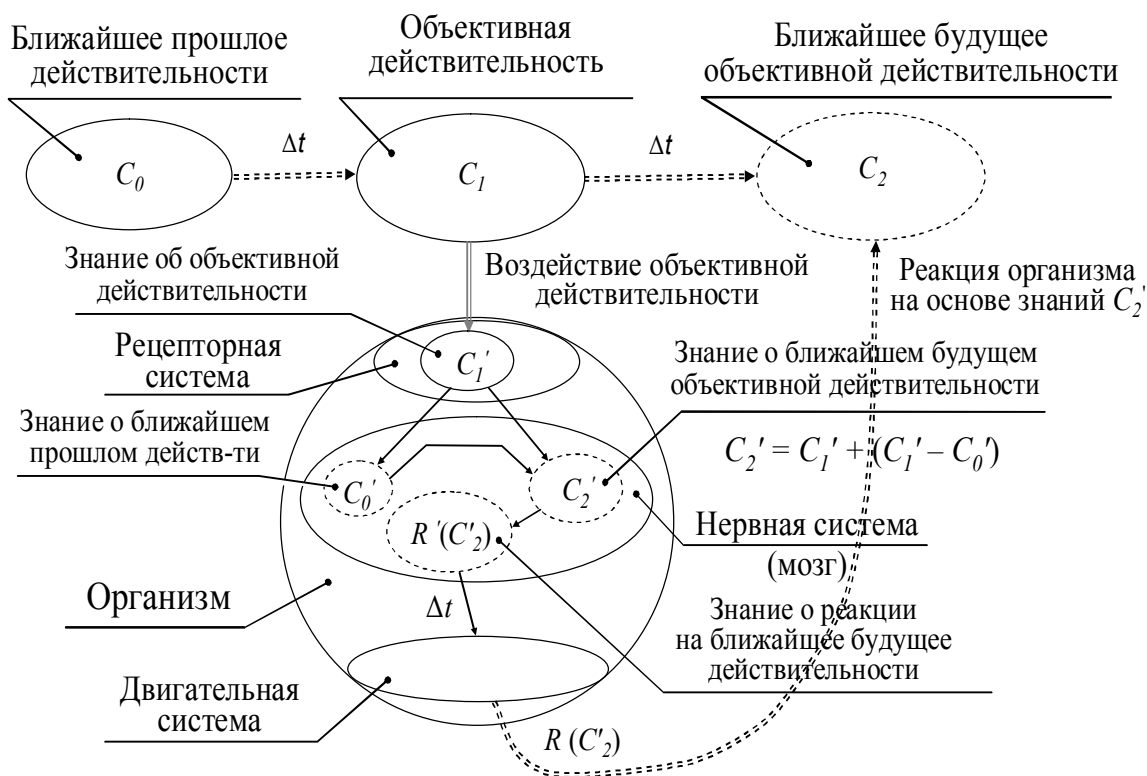 Ближайшее прошлое
действительности
Объективная
действительность
Ближайшее будущее
объективной действительности
Δt
Δt
C₀
C₁
C₂
Знание об объективной
действительности
Воздействие объективной
действительности
Реакция организма
на основе знаний C₂'
Рецепторная
система
C₁'
Знание о ближайшем будущем
объективной действительности
Знание о ближайшем
прошлом действ-ти
C₂' = C₁' + (C₁' – C₀')
C₀'
C₂'
R'(C'₂)
Нервная система
(мозг)
Организм
Δt
Знание о реакции
на ближайшее будущее
действительности
Двигательная
система
R (C'₂)